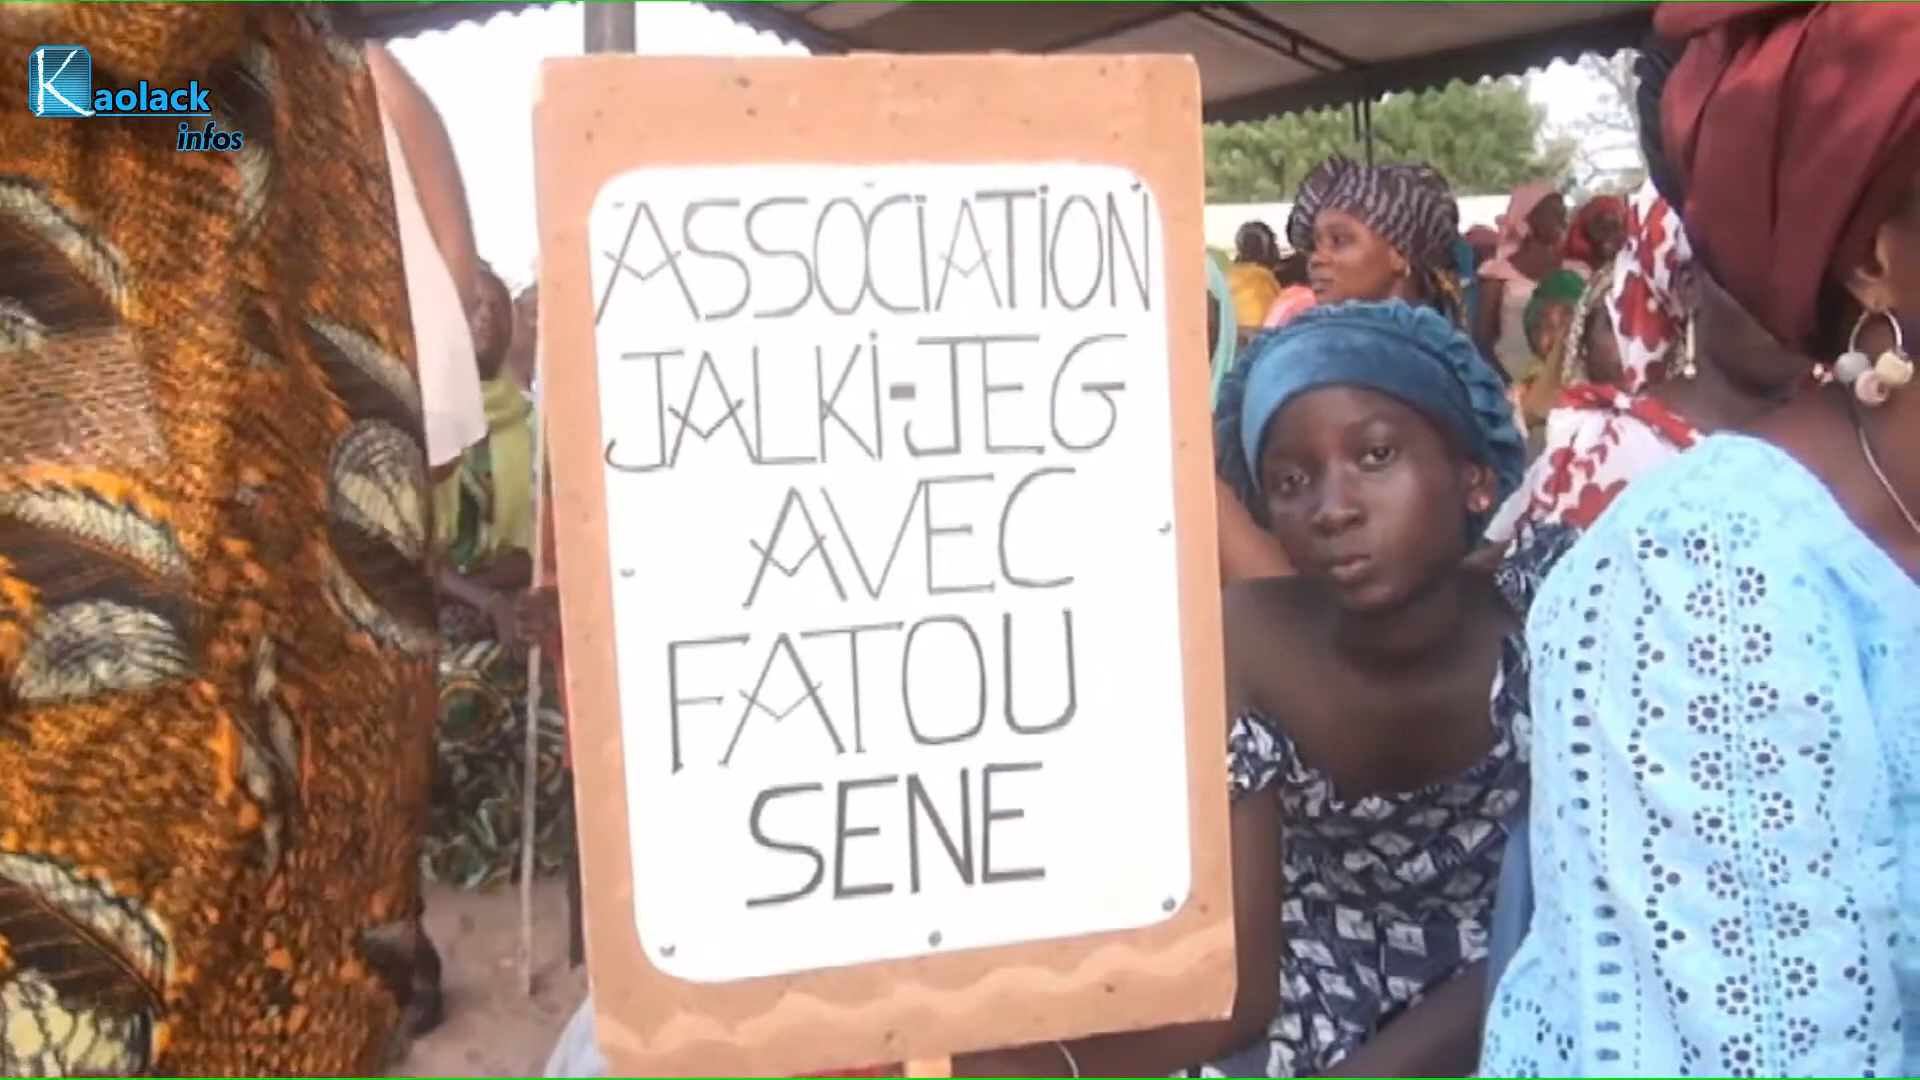 Kaolack
infos
ASSOCiATiON
JALKi-JEG
AVEC
FATOU
SENE